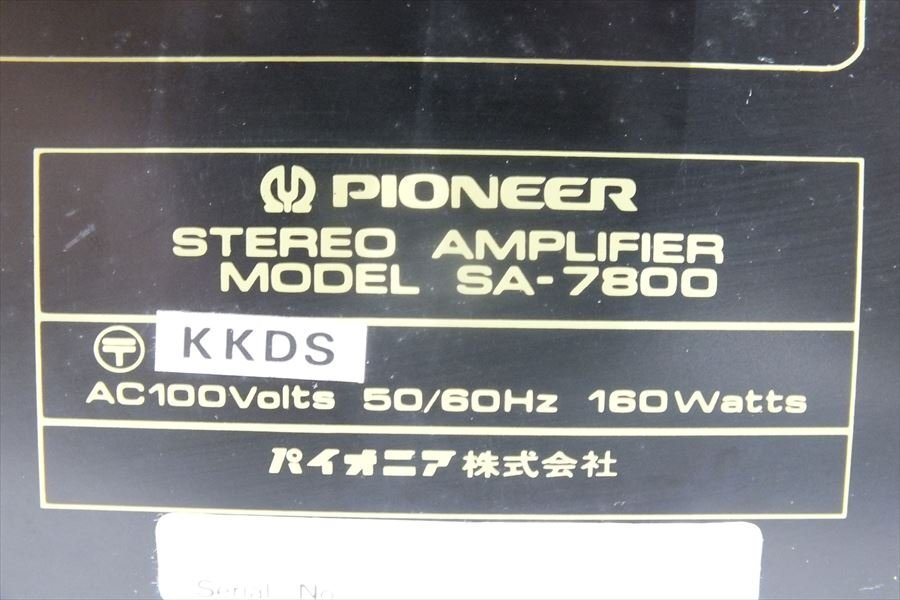 PIONEER
STEREO AMPLIFIER
MODEL SA-7800
KKDS
AC100Volts 50/60Hz 160Watts
パイオニア株式会社
Serial No